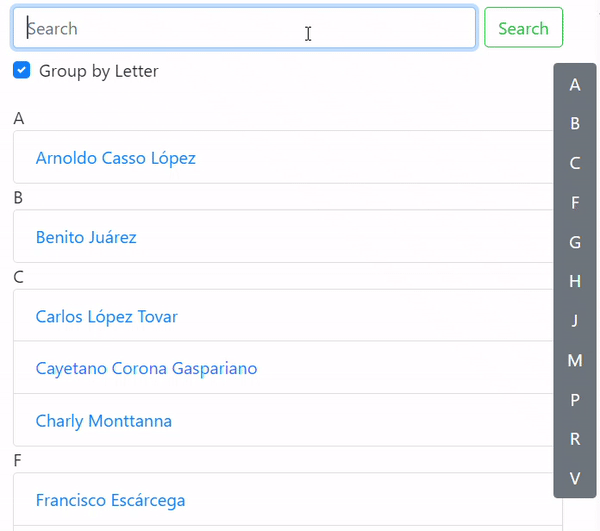 Search
Search
Group by Letter
A
Arnoldo Casso López
B
Benito Juárez
C
Carlos López Tovar
Cayetano Corona Gaspariano
Charly Monttanna
F
Francisco Escárcega
A
B
C
F
G
H
J
M
P
R
V